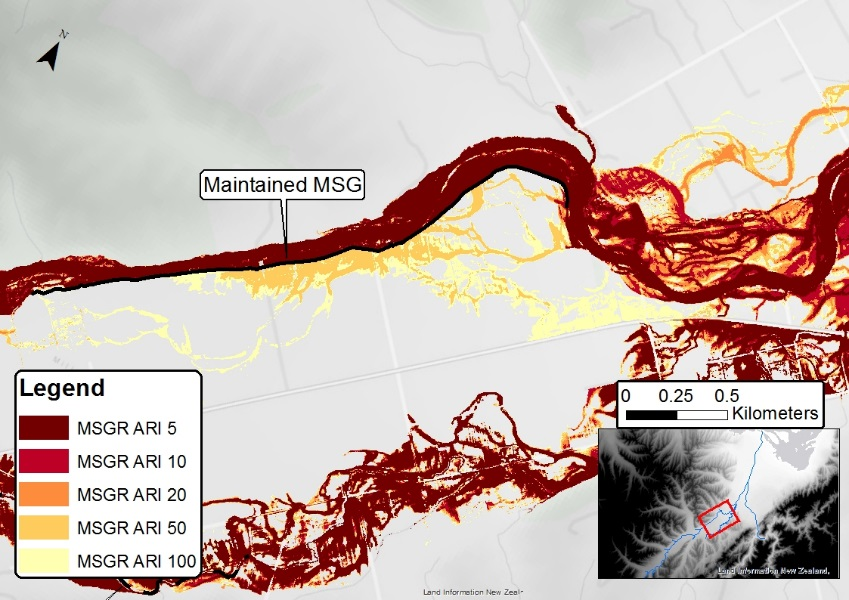 N
Maintained MSG
Legend
MSGR ARI 5
MSGR ARI 10
MSGR ARI 20
MSGR ARI 50
MSGR ARI 100
0 0.25 0.5
Kilometers
Land Information New Zealand,
Land Information New Zeal